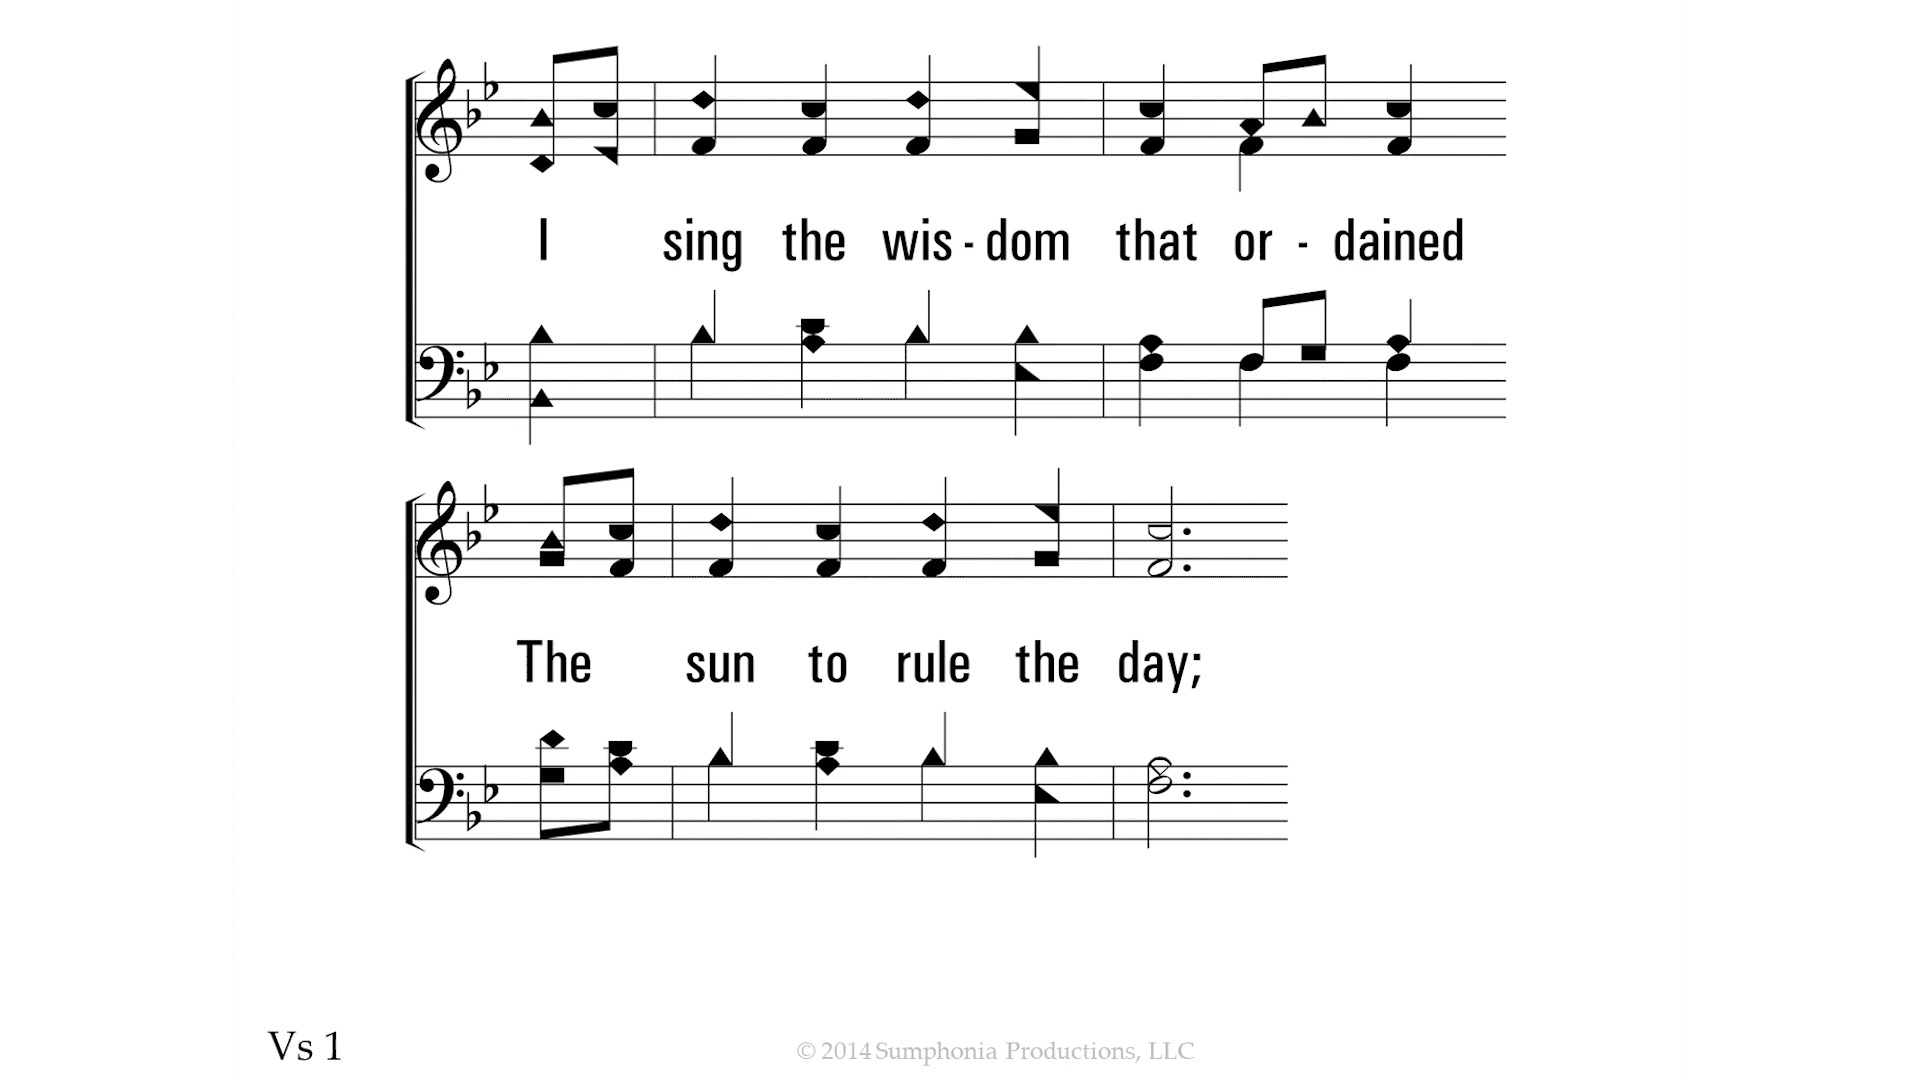 I sing the wis - dom that or - dained
The sun to rule the day;
Vs 1
© 2014 Sumphonia Productions, LLC